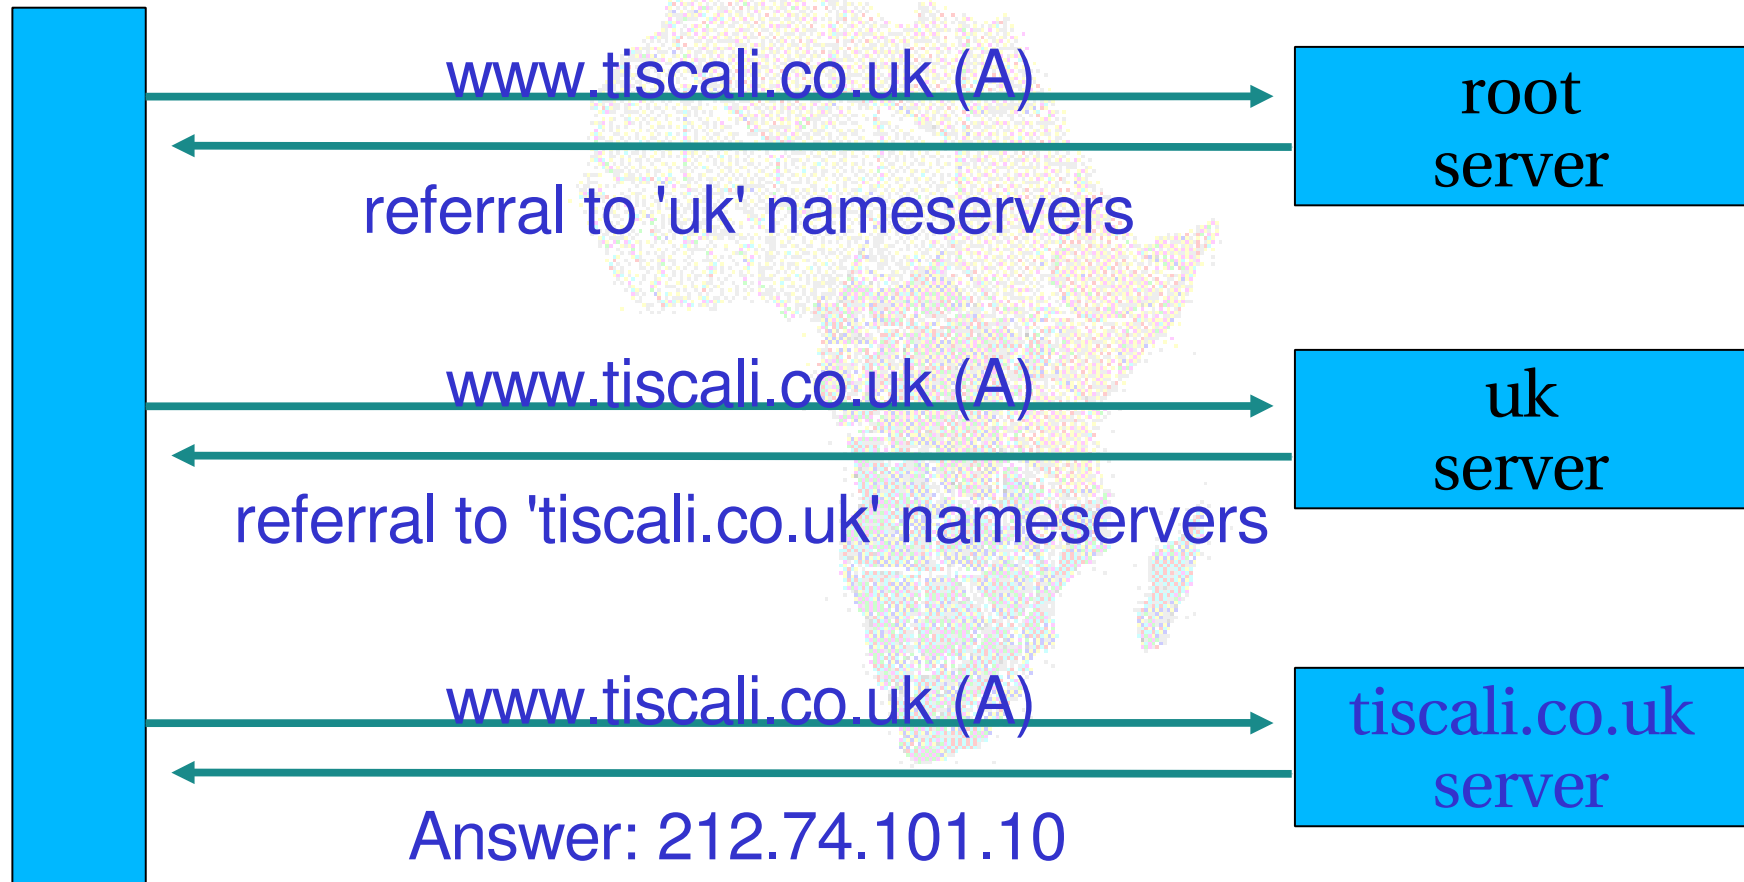 www.tiscali.co.uk (A)
root
server
referral to 'uk' nameservers
www.tiscali.co.uk (A)
uk
server
referral to 'tiscali.co.uk' nameservers
www.tiscali.co.uk (A)
tiscali.co.uk
server
Answer: 212.74.101.10